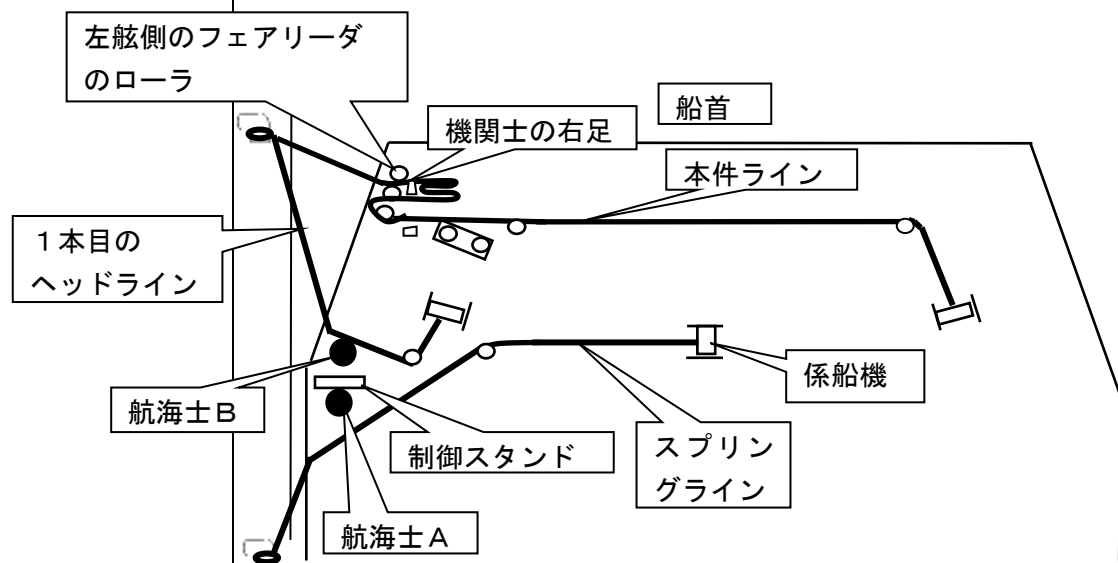 左舷側のフェアリーダ
のローラ
船首
機関士の右足
本件ライン
１本目の
ヘッドライン
係船機
航海士Ｂ
制御スタンド
スプリン
グライン
航海士Ａ